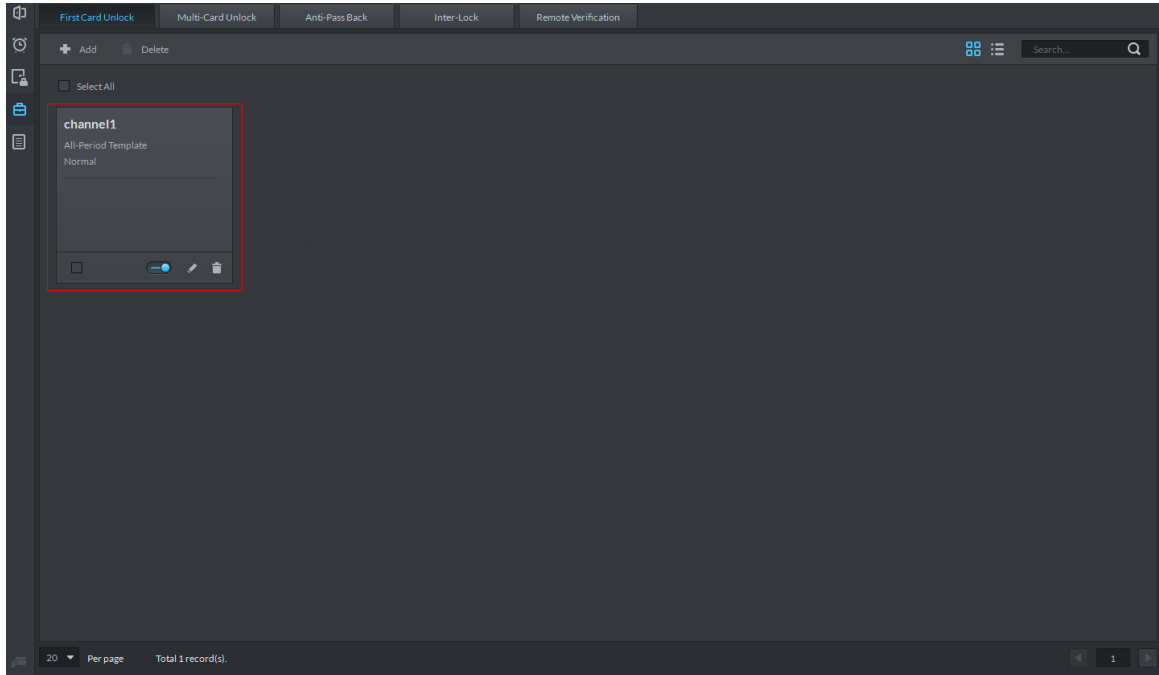 First Card Unlock
Multi-Card Unlock
Anti-Pass Back
Inter-Lock
Remote Verification
Add
Delete
Search...
Select All
channel1
All-Period Template
Normal
20
Per page
Total 1 record(s).
1